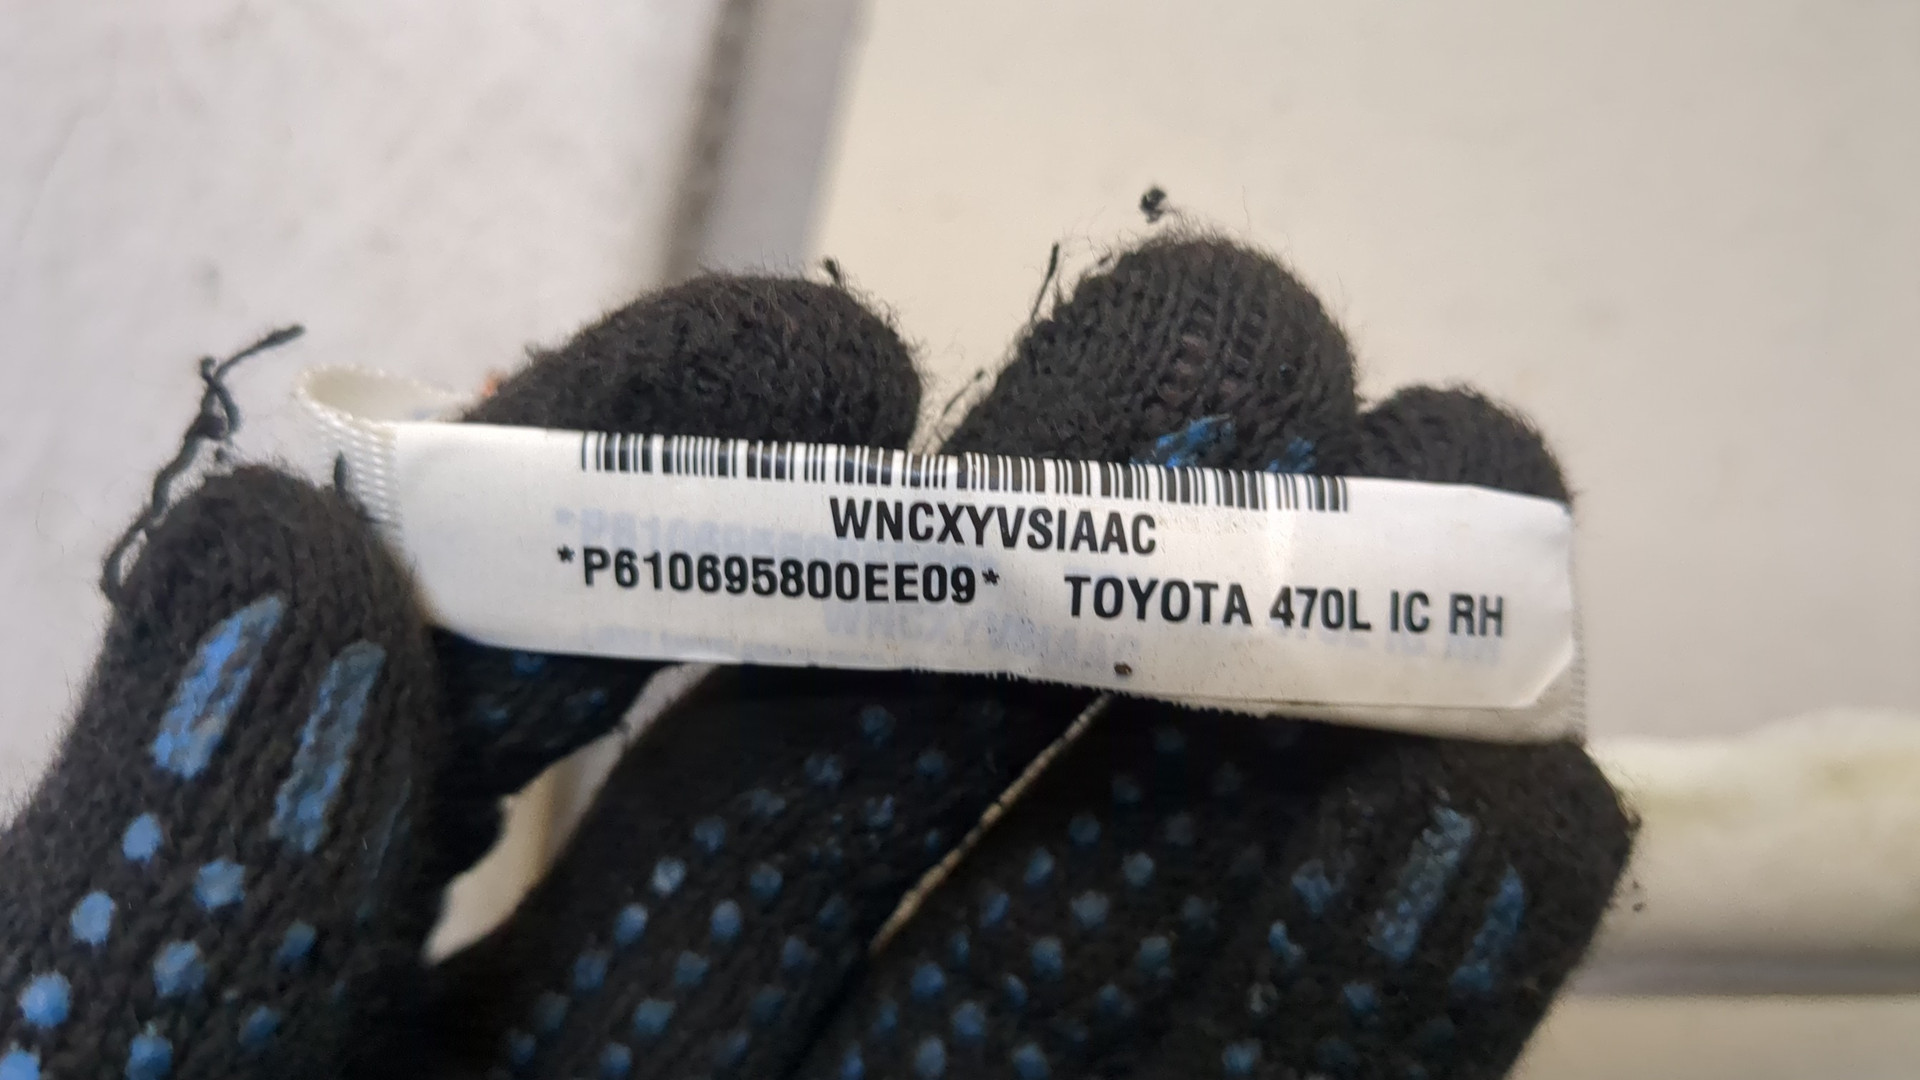 WNCXYVSIAAC
*P610695800EE09* TOYOTA 470L IC RH